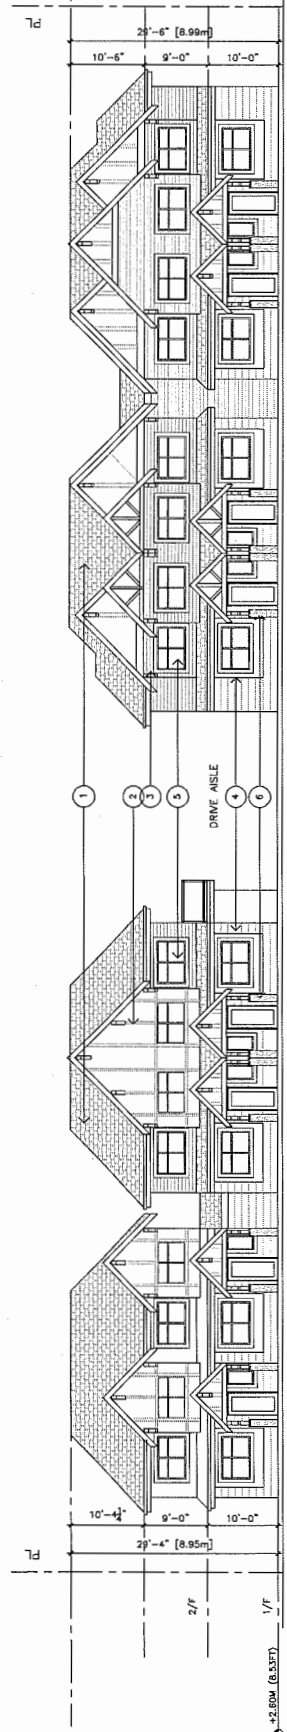 PL
29'-6" [8.99m]
10'-6"
9'-0"
10'-0"
1
2
3
5
DRIVE AISLE
4
6
10'-4¼"
9'-0"
10'-0"
29'-4" [8.95m]
PL
2/F
1/F
+2.60M (8.53FT)